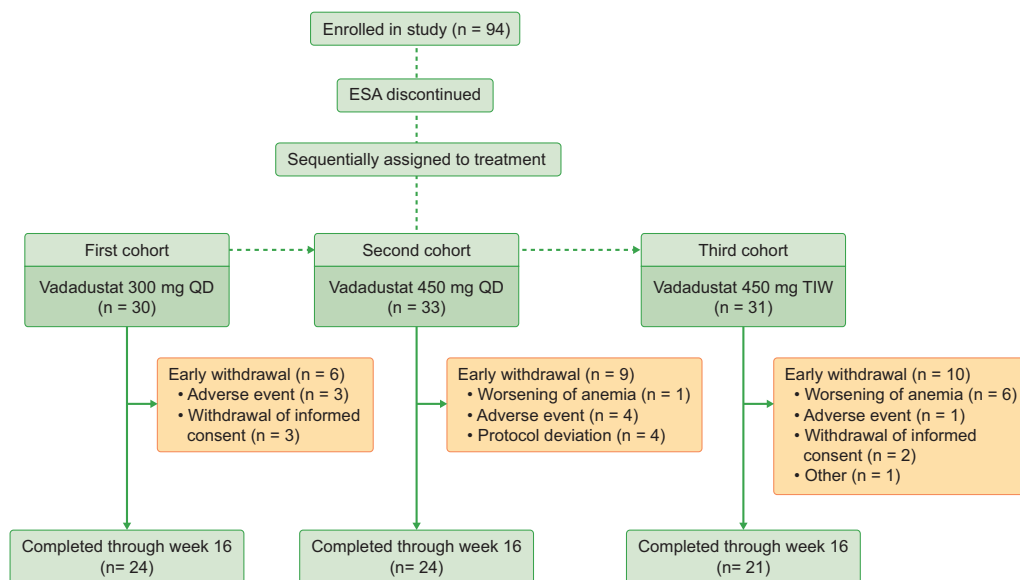 Enrolled in study (n = 94)
ESA discontinued
Sequentially assigned to treatment
First cohort
Vadadustat 300 mg QD
(n = 30)
Second cohort
Vadadustat 450 mg QD
(n = 33)
Third cohort
Vadadustat 450 mg TIW
(n = 31)
Early withdrawal (n = 6)
• Adverse event (n = 3)
• Withdrawal of informed
consent (n = 3)
Early withdrawal (n = 9)
• Worsening of anemia (n = 1)
• Adverse event (n = 4)
• Protocol deviation (n = 4)
Early withdrawal (n = 10)
• Worsening of anemia (n = 6)
• Adverse event (n = 1)
• Withdrawal of informed
consent (n = 2)
• Other (n = 1)
Completed through week 16
(n= 24)
Completed through week 16
(n= 24)
Completed through week 16
(n= 21)